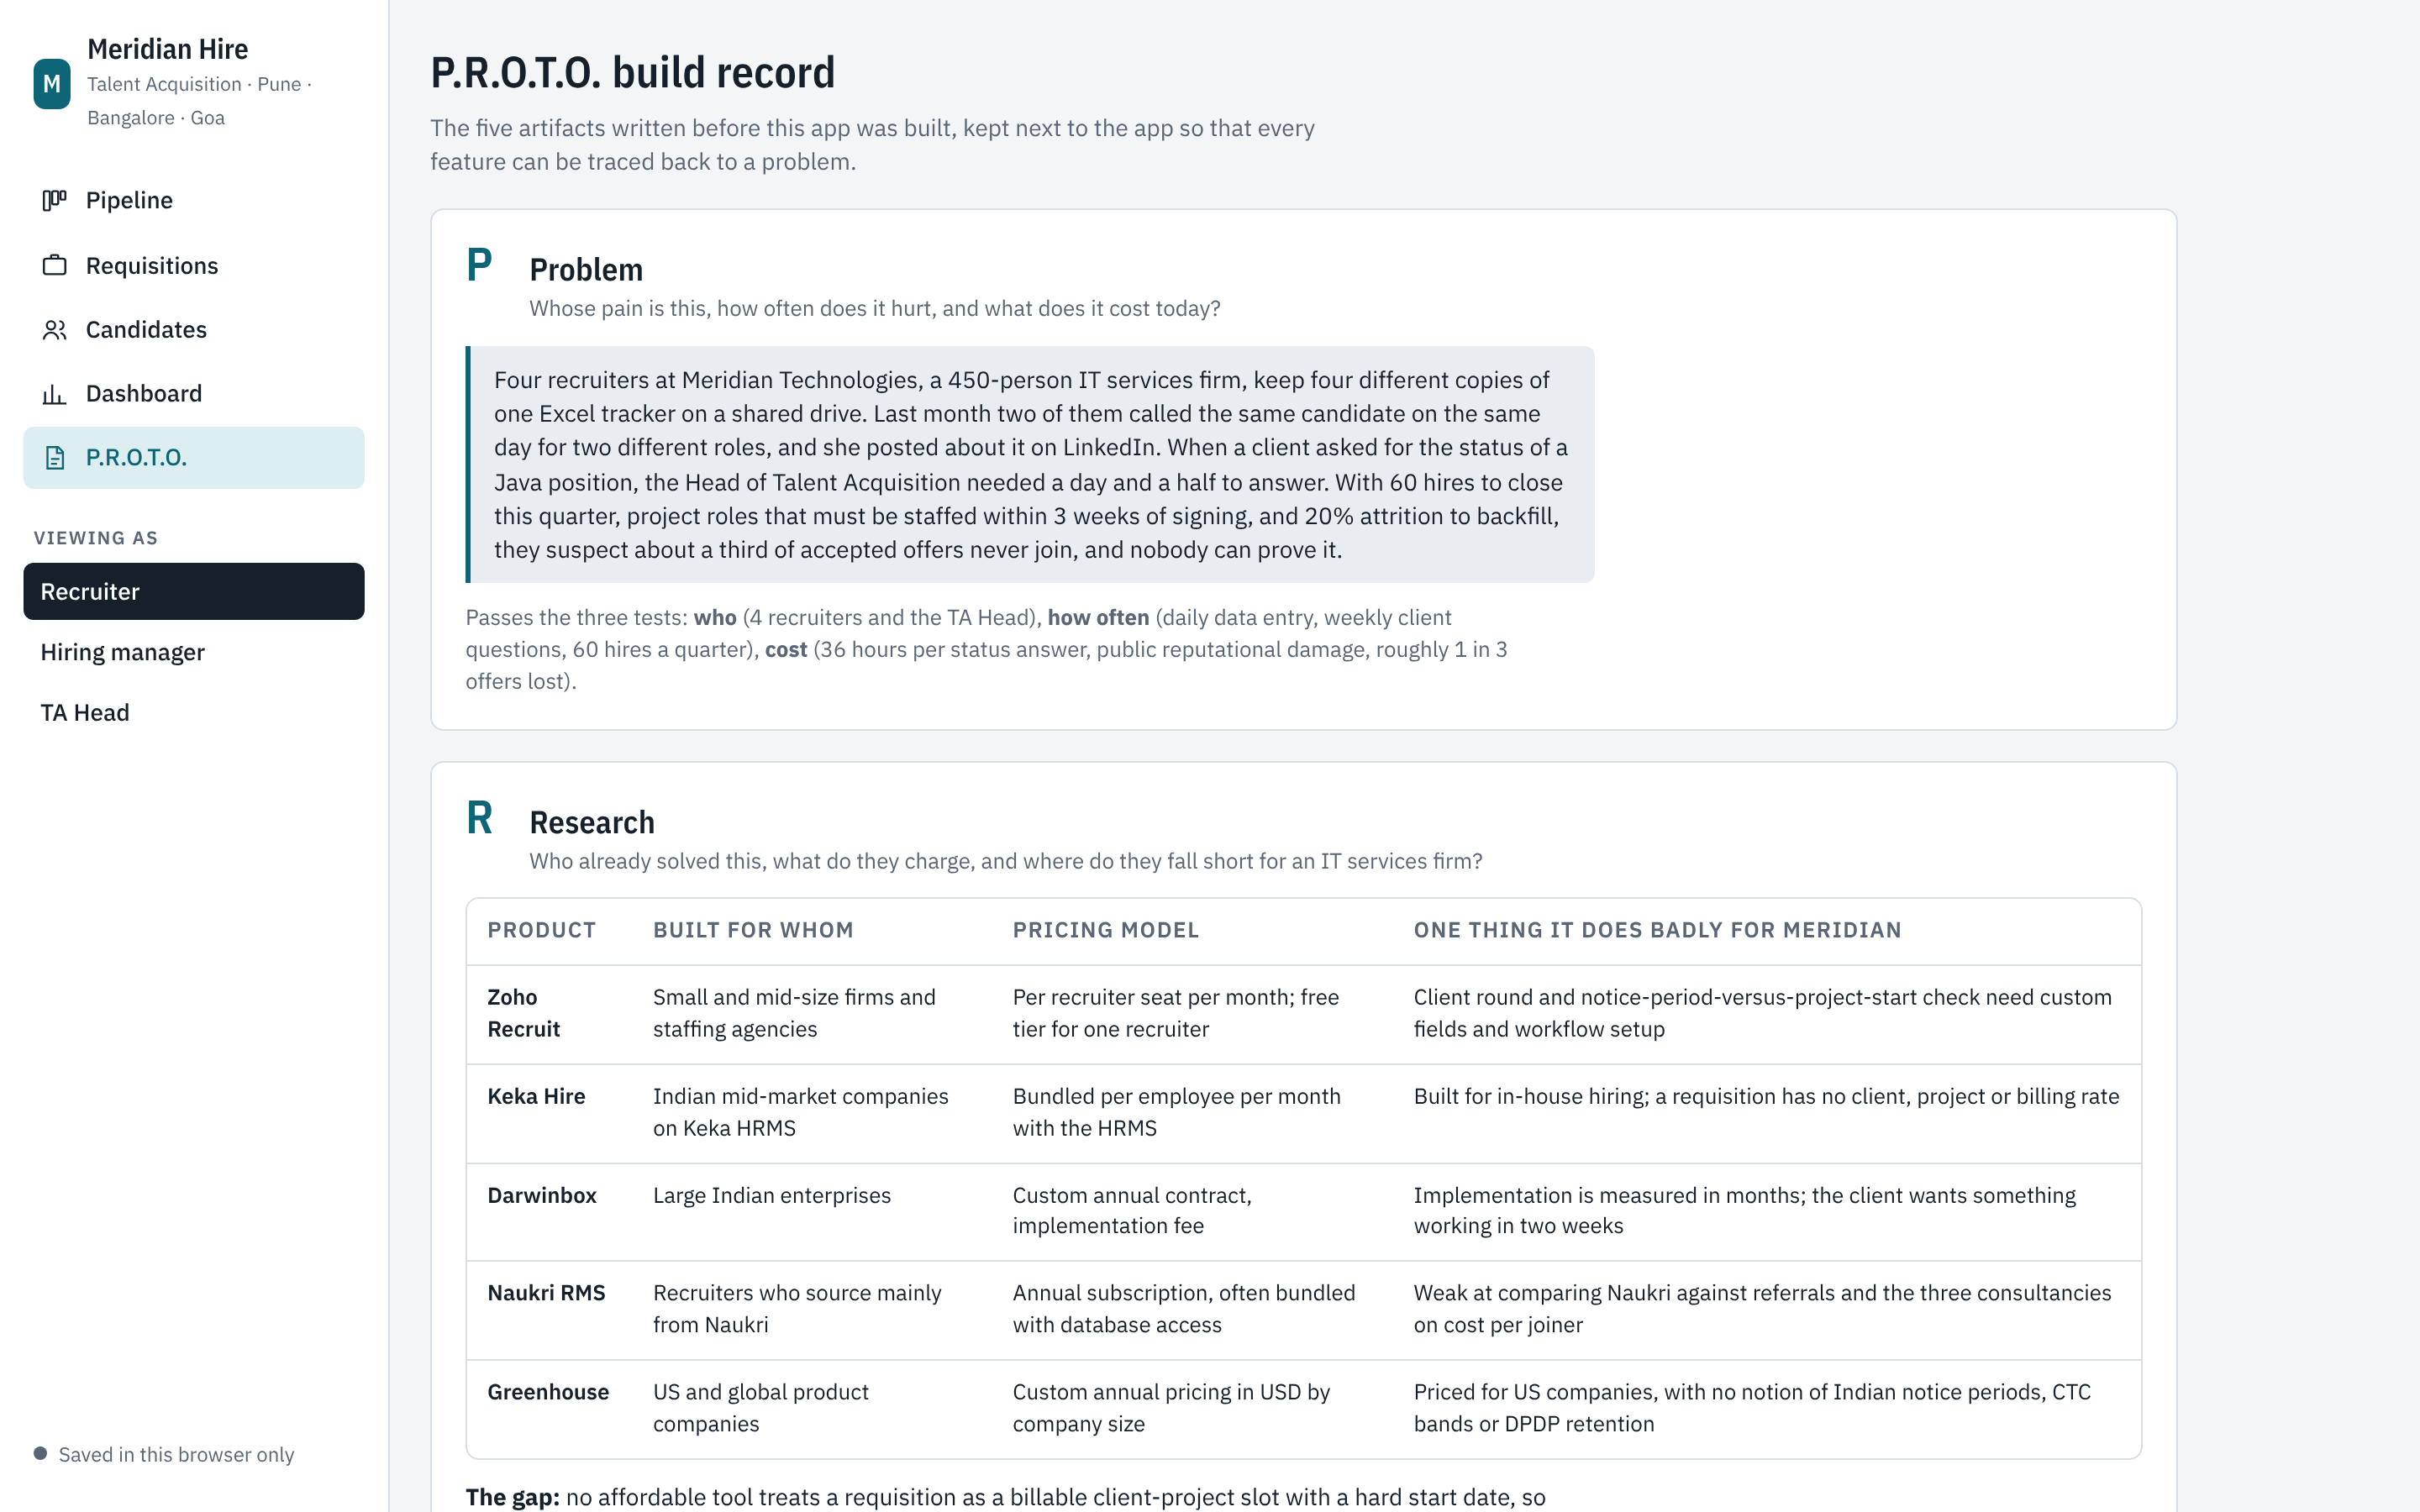 M
Meridian Hire
Talent Acquisition · Pune ·
Bangalore · Goa
Pipeline
Requisitions
Candidates
Dashboard
P.R.O.T.O.
VIEWING AS
Recruiter
Hiring manager
TA Head
Saved in this browser only
P.R.O.T.O. build record
The five artifacts written before this app was built, kept next to the app so that every
feature can be traced back to a problem.
P
Problem
Whose pain is this, how often does it hurt, and what does it cost today?
Four recruiters at Meridian Technologies, a 450-person IT services firm, keep four different copies of
one Excel tracker on a shared drive. Last month two of them called the same candidate on the same
day for two different roles, and she posted about it on LinkedIn. When a client asked for the status of a
Java position, the Head of Talent Acquisition needed a day and a half to answer. With 60 hires to close
this quarter, project roles that must be staffed within 3 weeks of signing, and 20% attrition to backfill,
they suspect about a third of accepted offers never join, and nobody can prove it.
Passes the three tests: who (4 recruiters and the TA Head), how often (daily data entry, weekly client
questions, 60 hires a quarter), cost (36 hours per status answer, public reputational damage, roughly 1 in 3
offers lost).
R
Research
Who already solved this, what do they charge, and where do they fall short for an IT services firm?
PRODUCT BUILT FOR WHOM PRICING MODEL ONE THING IT DOES BADLY FOR MERIDIAN
Zoho Small and mid-size firms and Per recruiter seat per month; free Client round and notice-period-versus-project-start check need custom
Recruit staffing agencies tier for one recruiter fields and workflow setup
Keka Hire Indian mid-market companies Bundled per employee per month Built for in-house hiring; a requisition has no client, project or billing rate
on Keka HRMS with the HRMS
Darwinbox Large Indian enterprises Custom annual contract, Implementation is measured in months; the client wants something
implementation fee working in two weeks
Naukri RMS Recruiters who source mainly Annual subscription, often bundled Weak at comparing Naukri against referrals and the three consultancies
from Naukri with database access on cost per joiner
Greenhouse US and global product Custom annual pricing in USD by Priced for US companies, with no notion of Indian notice periods, CTC
companies company size bands or DPDP retention
The gap: no affordable tool treats a requisition as a billable client-project slot with a hard start date, so